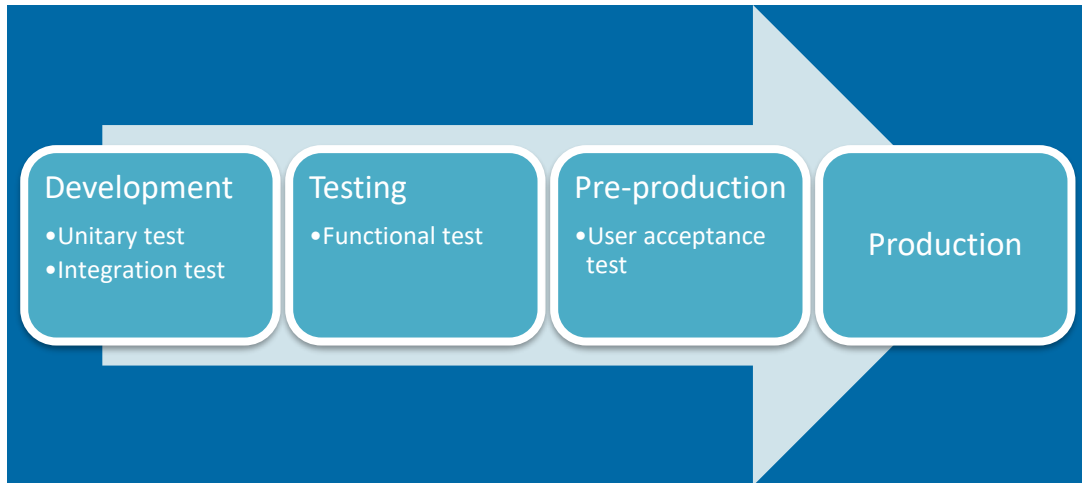 Development
•Unitary test
•Integration test
Testing
•Functional test
Pre-production
•User acceptance
test
Production